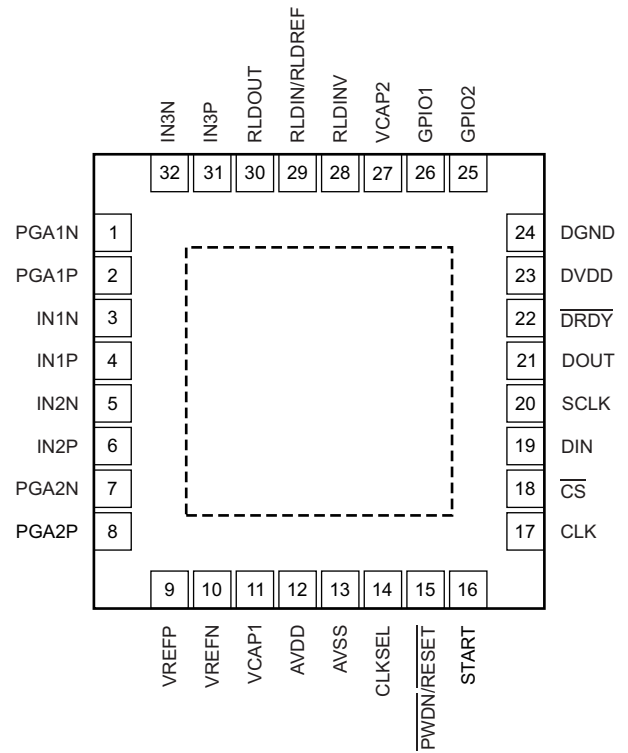 IN3N
IN3P
RLDOUT
RLDIN/RLDREF
RLDINV
VCAP2
GPIO1
GPIO2
32
31
30
29
28
27
26
25
PGA1N 1
PGA1P 2
IN1N 3
IN1P 4
IN2N 5
IN2P 6
PGA2N 7
PGA2P 8
24 DGND
23 DVDD
22 DRDY
21 DOUT
20 SCLK
19 DIN
18 CS
17 CLK
9
10
11
12
13
14
15
16
VREFP
VREFN
VCAP1
AVDD
AVSS
CLKSEL
PWDN/RESET
START